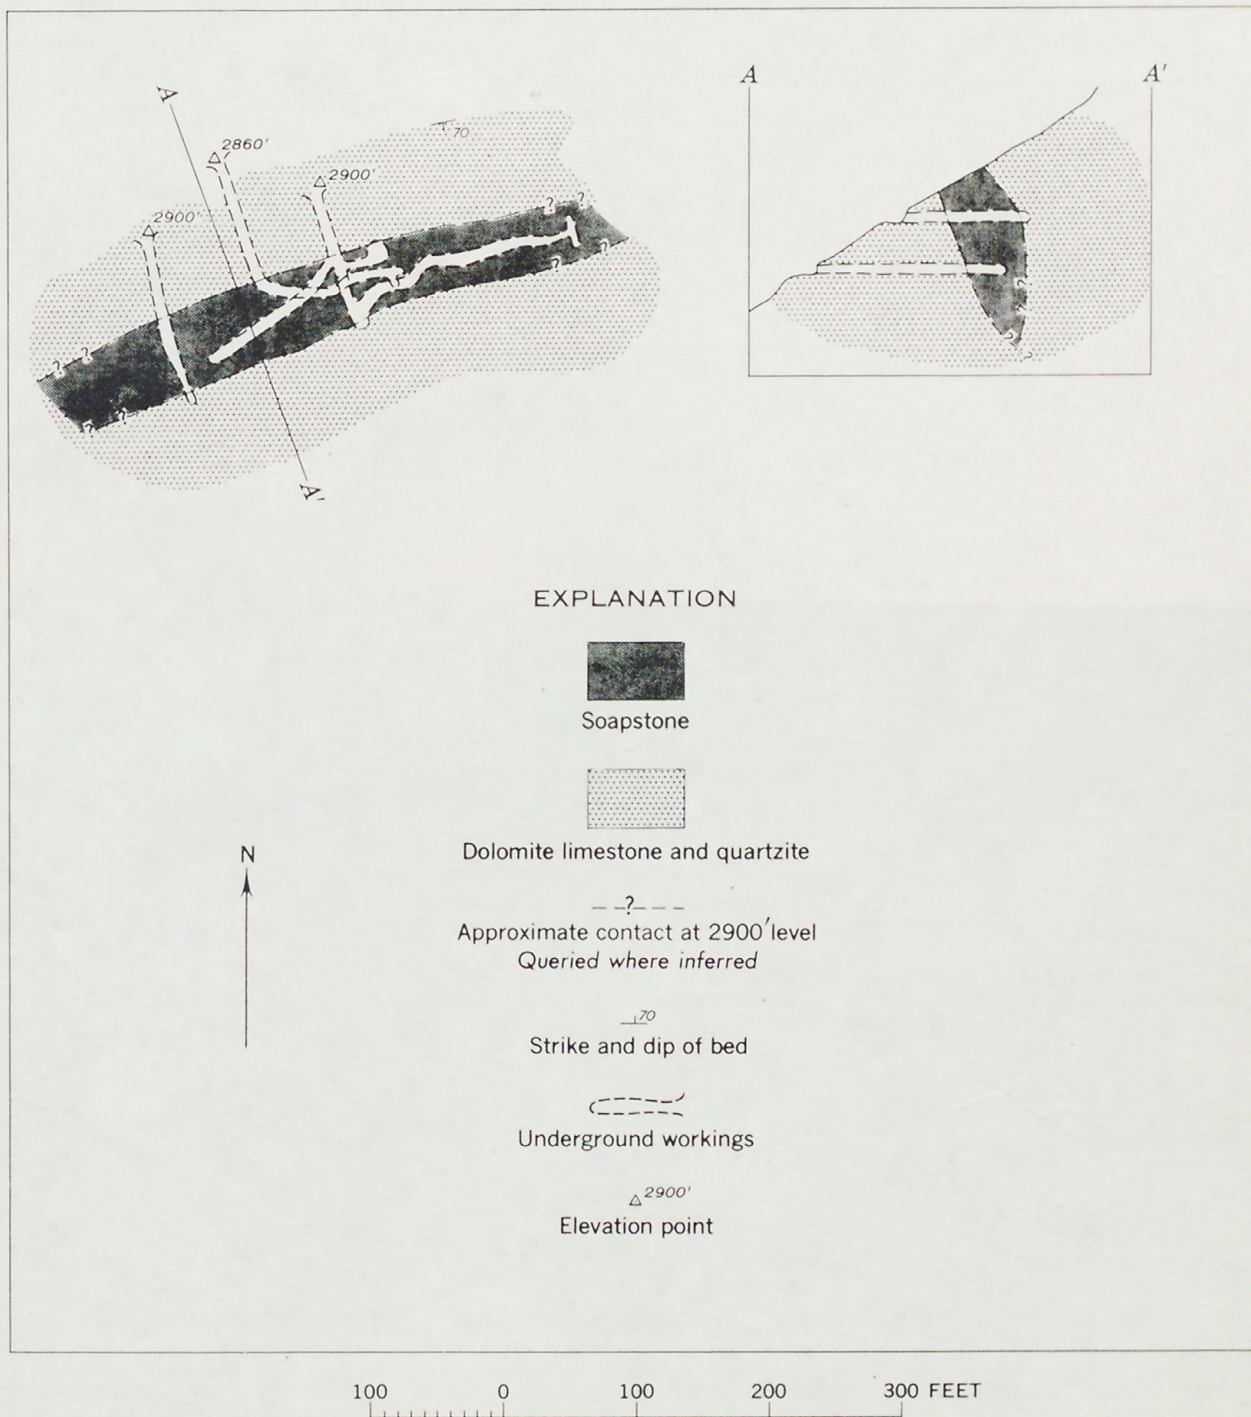 A
2860'
2900'
2900'
70
? ?
?
?
? ?
? ?
A'
A A'
?
?
?
?
EXPLANATION
Soapstone
Dolomite limestone and quartzite
N
?
Approximate contact at 2900' level
Queried where inferred
70
Strike and dip of bed
Underground workings
2900'
Elevation point
100 0 100 200 300 FEET